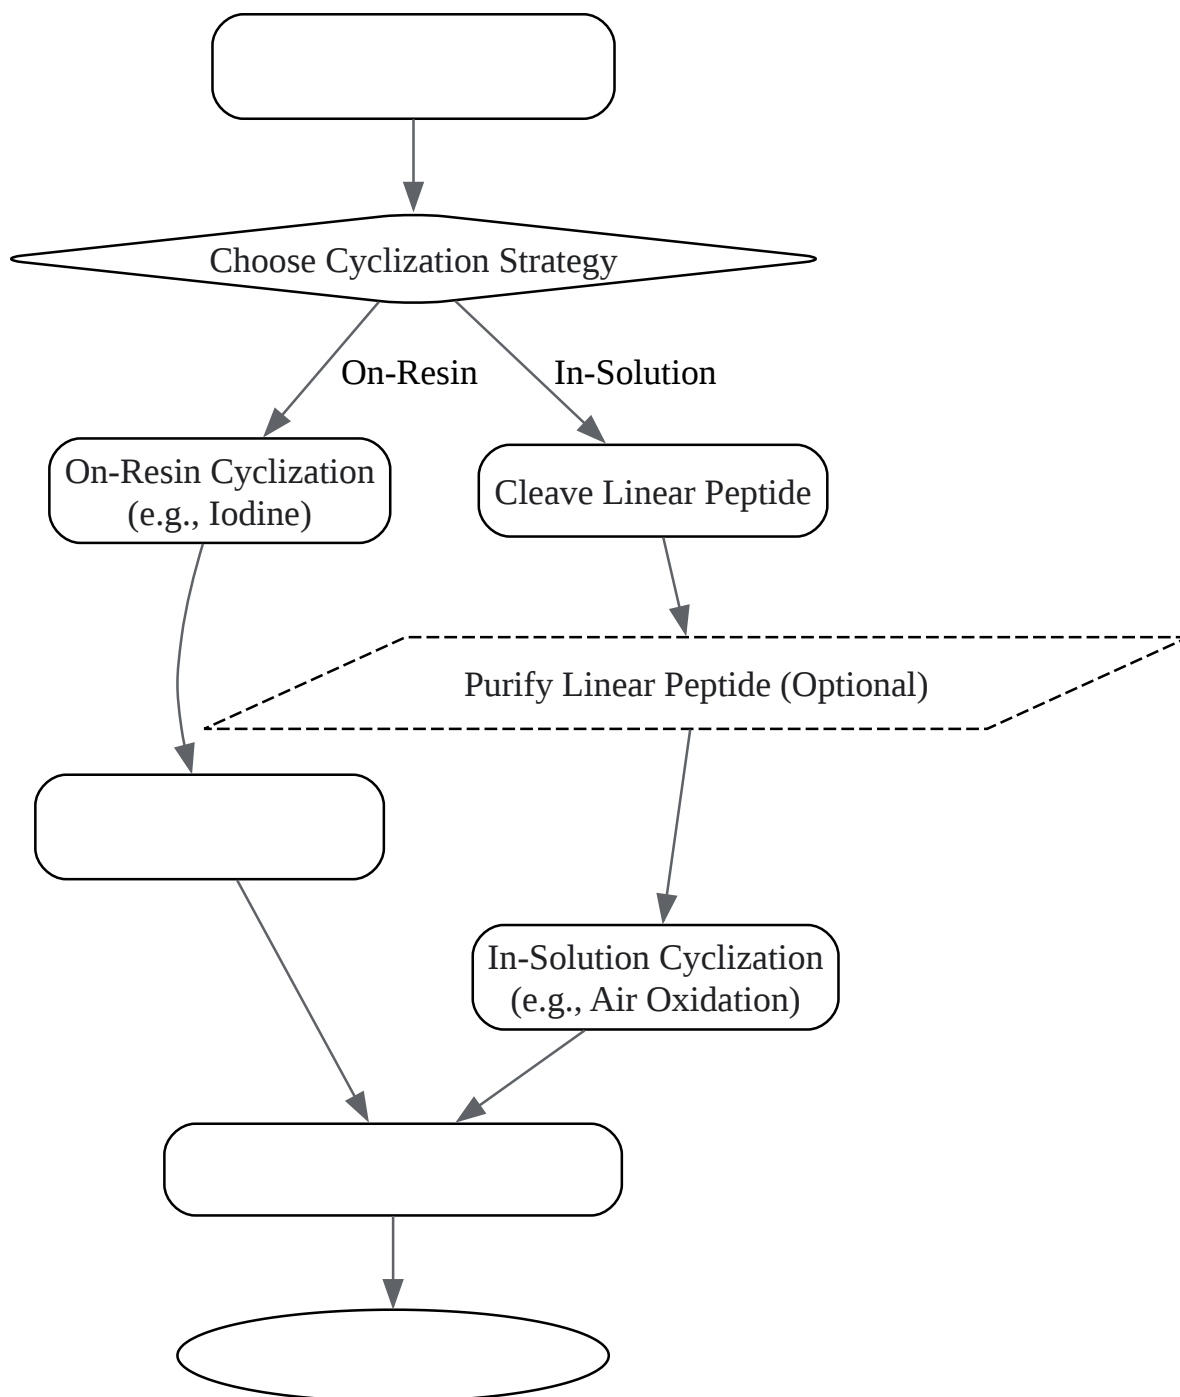 Choose Cyclization Strategy
On-Resin
In-Solution
On-Resin Cyclization
(e.g., Iodine)
Cleave Linear Peptide
Purify Linear Peptide (Optional)
In-Solution Cyclization
(e.g., Air Oxidation)